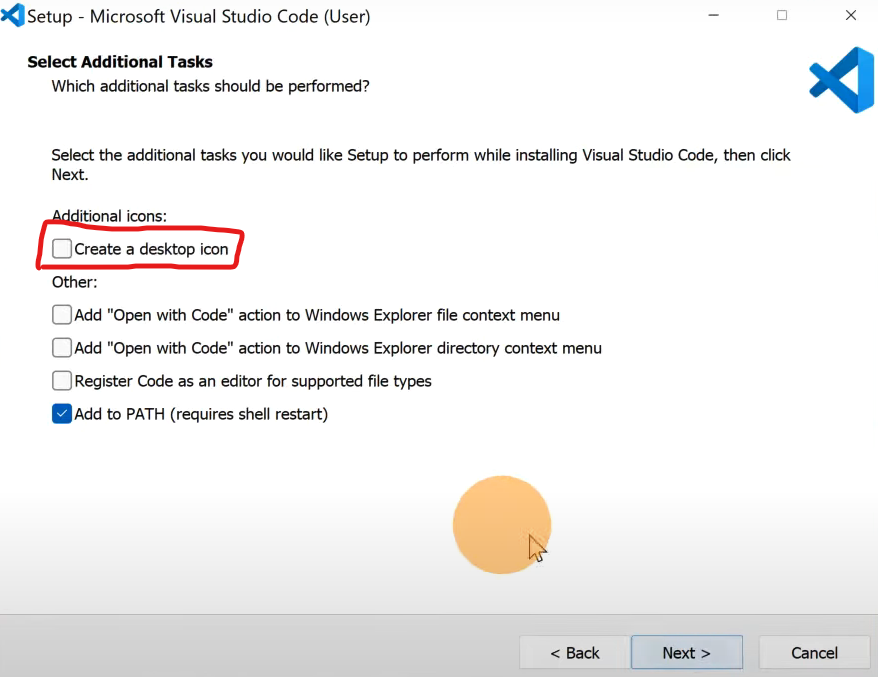 Setup - Microsoft Visual Studio Code (User)
Select Additional Tasks
Which additional tasks should be performed?
Select the additional tasks you would like Setup to perform while installing Visual Studio Code, then click
Next.
Additional icons:
Create a desktop icon
Other:
Add "Open with Code" action to Windows Explorer file context menu
Add "Open with Code" action to Windows Explorer directory context menu
Register Code as an editor for supported file types
Add to PATH (requires shell restart)
< Back Next > Cancel